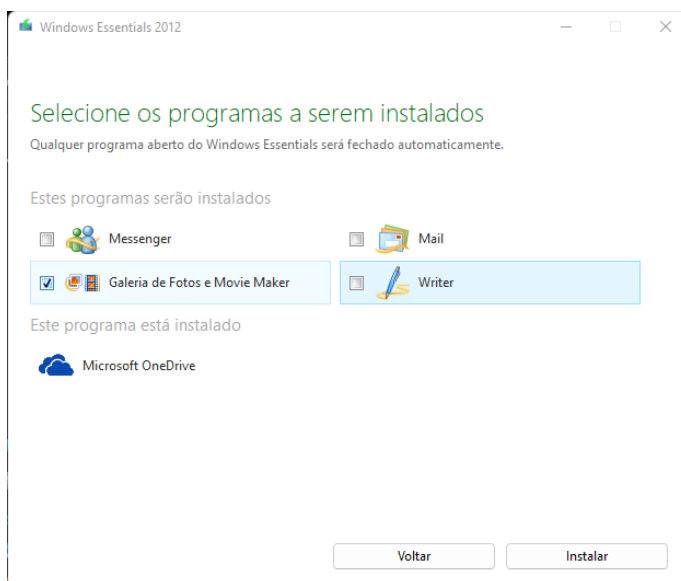 Windows Essentials 2012
Selecione os programas a serem instalados
Qualquer programa aberto do Windows Essentials será fechado automaticamente.
Estes programas serão instalados
Messenger
Mail
Galeria de Fotos e Movie Maker
Writer
Este programa está instalado
Microsoft OneDrive
Voltar
Instalar